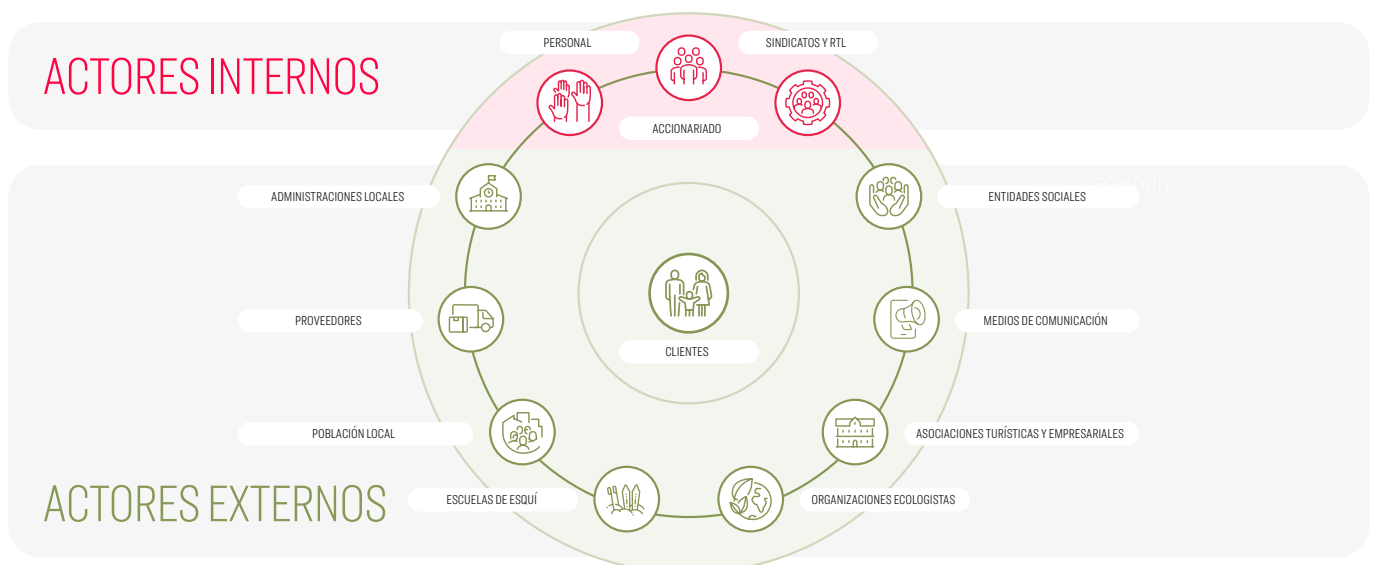 PERSONAL
SINDICATOS Y RTL
ACTORES INTERNOS
ACCIONARIADO
ADMINISTRACIONES LOCALES
ENTIDADES SOCIALES
PROVEEDORES
MEDIOS DE COMUNICACIÓN
CLIENTES
POBLACIÓN LOCAL
ASOCIACIONES TURÍSTICAS Y EMPRESARIALES
ACTORES EXTERNOS
ESCUELAS DE ESQUÍ
ORGANIZACIONES ECOLOGISTAS